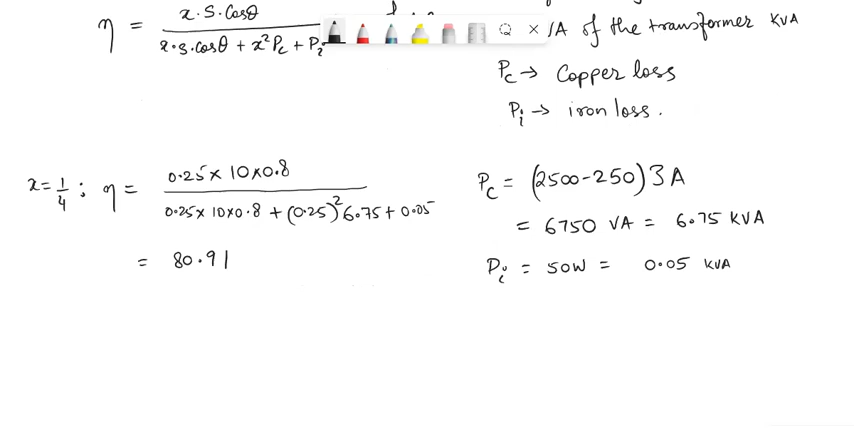 η = x.S.Cosθ / x.s.cosθ + x²Pc + Pi
/A of the transformer KVA
Pc → Copper loss
Pi → iron loss.
x = 1/4 ; η = 0.25 × 10 × 0.8 / 0.25 × 10 × 0.8 + (0.25)² 6.75 + 0.05
= 80.91
Pc = (2500-250) 3 A
= 6750 VA = 6.75 KVA
Pi = 50W = 0.05 KVA